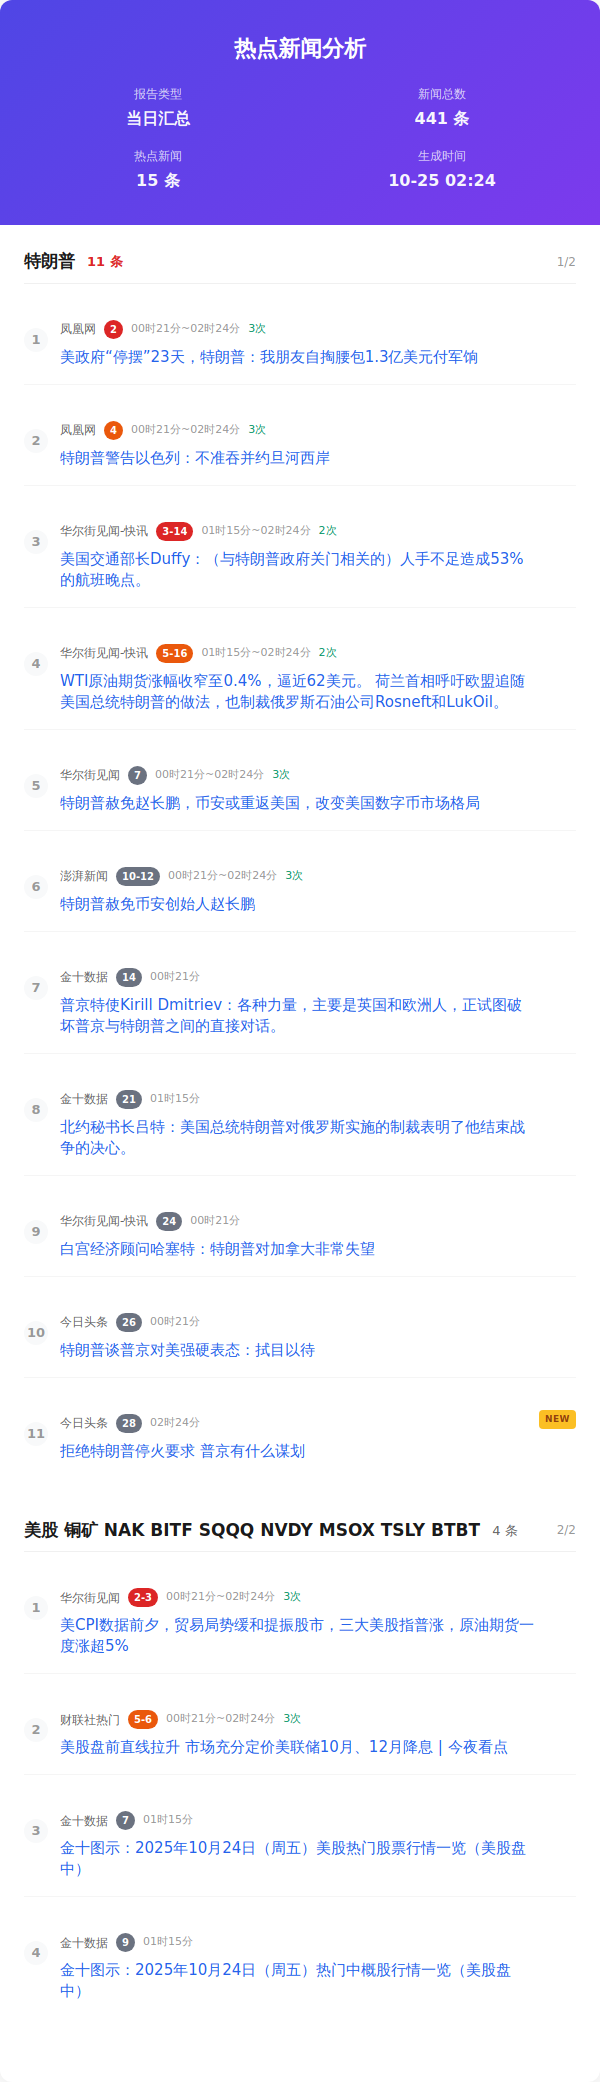 热点新闻分析
报告类型
新闻总数
当日汇总
441 条
热点新闻
生成时间
15 条
10-25 02:24
特朗普 11 条 1/2
1
凤凰网 2 00时21分~02时24分 3次
美政府“停摆”23天，特朗普：我朋友自掏腰包1.3亿美元付军饷
2
凤凰网 4 00时21分~02时24分 3次
特朗普警告以色列：不准吞并约旦河西岸
3
华尔街见闻-快讯 3-14 01时15分~02时24分 2次
美国交通部长Duffy：（与特朗普政府关门相关的）人手不足造成53%
的航班晚点。
4
华尔街见闻-快讯 5-16 01时15分~02时24分 2次
WTI原油期货涨幅收窄至0.4%，逼近62美元。 荷兰首相呼吁欧盟追随
美国总统特朗普的做法，也制裁俄罗斯石油公司Rosneft和LukOil。
5
华尔街见闻 7 00时21分~02时24分 3次
特朗普赦免赵长鹏，币安或重返美国，改变美国数字币市场格局
6
澎湃新闻 10-12 00时21分~02时24分 3次
特朗普赦免币安创始人赵长鹏
7
金十数据 14 00时21分
普京特使Kirill Dmitriev：各种力量，主要是英国和欧洲人，正试图破
坏普京与特朗普之间的直接对话。
8
金十数据 21 01时15分
北约秘书长吕特：美国总统特朗普对俄罗斯实施的制裁表明了他结束战
争的决心。
9
华尔街见闻-快讯 24 00时21分
白宫经济顾问哈塞特：特朗普对加拿大非常失望
10
今日头条 26 00时21分
特朗普谈普京对美强硬表态：拭目以待
11
今日头条 28 02时24分 NEW
拒绝特朗普停火要求 普京有什么谋划
美股 铜矿 NAK BITF SQQQ NVDY MSOX TSLY BTBT 4 条 2/2
1
华尔街见闻 2-3 00时21分~02时24分 3次
美CPI数据前夕，贸易局势缓和提振股市，三大美股指普涨，原油期货一
度涨超5%
2
财联社热门 5-6 00时21分~02时24分 3次
美股盘前直线拉升 市场充分定价美联储10月、12月降息 | 今夜看点
3
金十数据 7 01时15分
金十图示：2025年10月24日（周五）美股热门股票行情一览（美股盘
中）
4
金十数据 9 01时15分
金十图示：2025年10月24日（周五）热门中概股行情一览（美股盘
中）